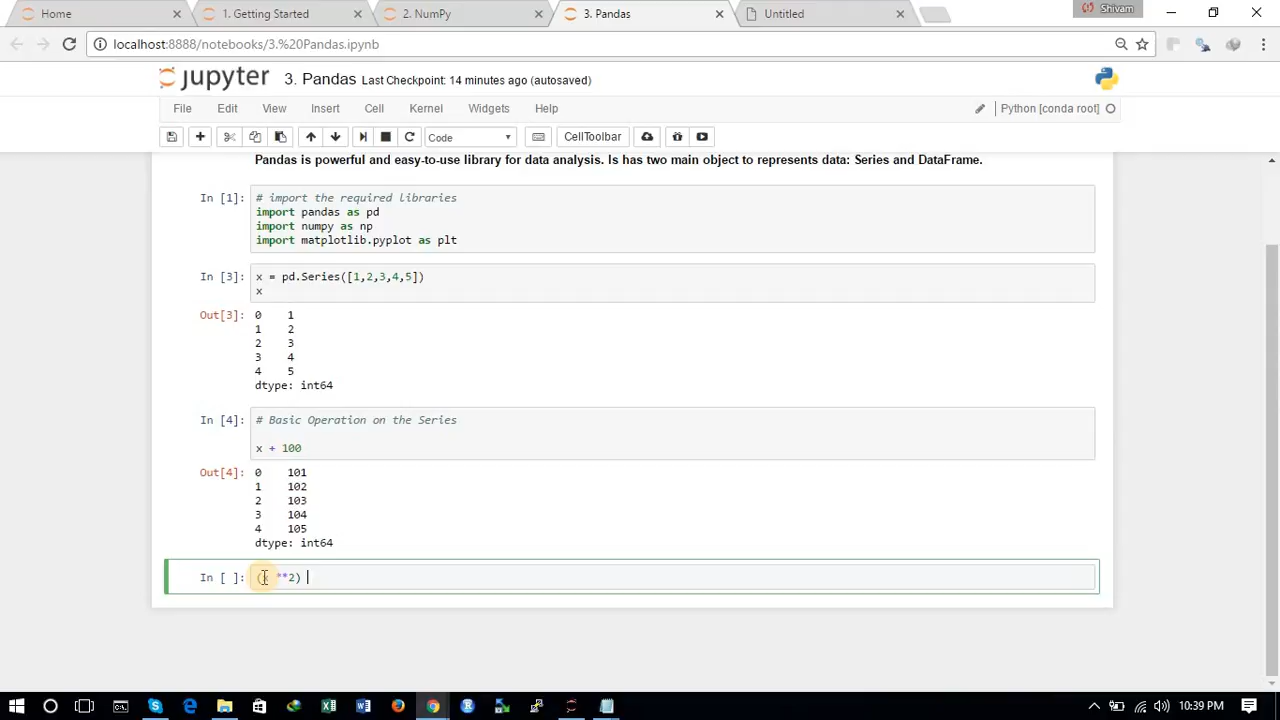 Home
1. Getting Started
2. NumPy
3. Pandas
Untitled
Shivam
localhost:8888/notebooks/3.%20Pandas.ipynb
jupyter 3. Pandas Last Checkpoint: 14 minutes ago (autosaved)
File Edit View Insert Cell Kernel Widgets Help
Python [conda root]
Code
CellToolbar
Pandas is powerful and easy-to-use library for data analysis. Is has two main object to represents data: Series and DataFrame.
In [1]: # import the required libraries
import pandas as pd
import numpy as np
import matplotlib.pyplot as plt
In [3]: x = pd.Series([1,2,3,4,5])
x
Out[3]: 0 1
1 2
2 3
3 4
4 5
dtype: int64
In [4]: # Basic Operation on the Series
x + 100
Out[4]: 0 101
1 102
2 103
3 104
4 105
dtype: int64
In [ ]: (x **2)
10:39 PM